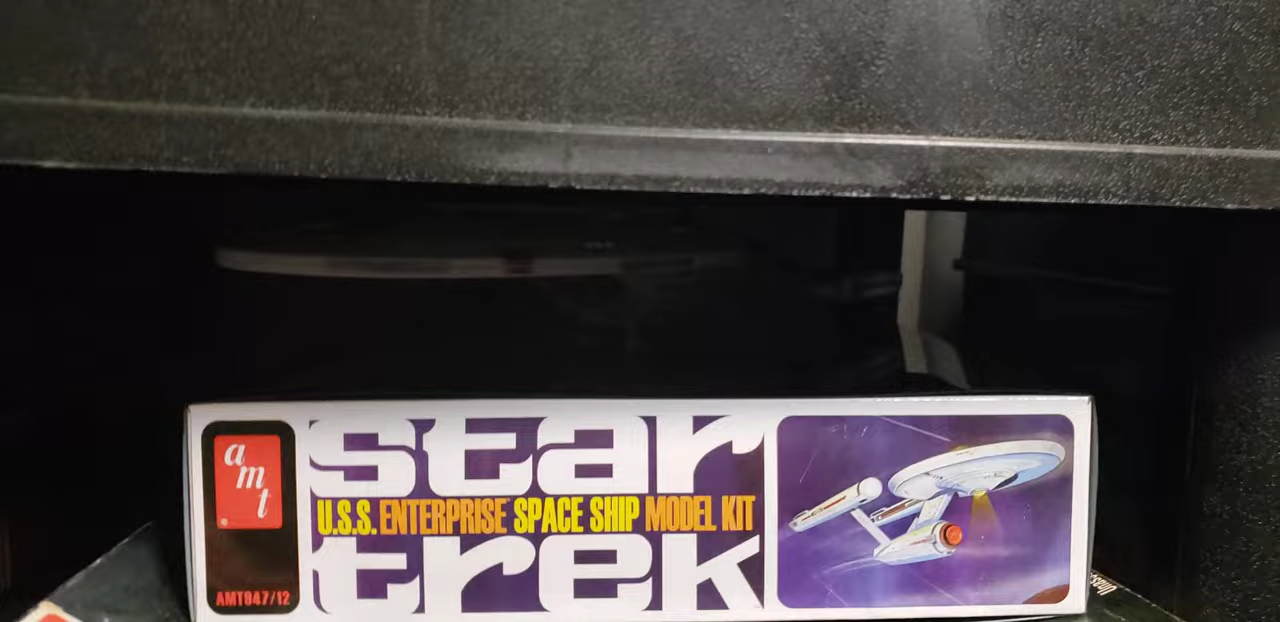 amt
®
AMT947/12
star
U.S.S. ENTERPRISE SPACE SHIP MODEL KIT
trek